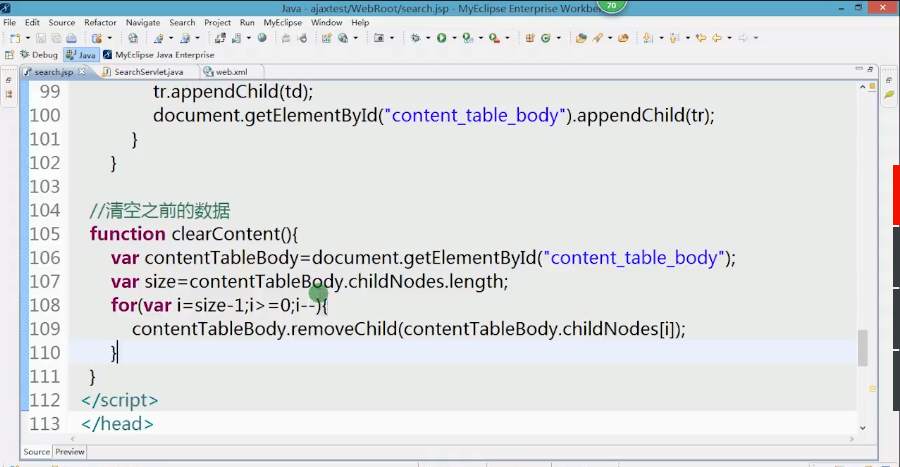 Java - ajaxtest/WebRoot/search.jsp - MyEclipse Enterprise Workbe
70
File Edit Source Refactor Navigate Search Project Run MyEclipse Window Help
Debug Java MyEclipse Java Enterprise
search.jsp SearchServlet.java web.xml
99 tr.appendChild(td);
100 document.getElementById("content_table_body").appendChild(tr);
101 }
102 }
103
104 //清空之前的数据
105 function clearContent(){
106 var contentTableBody=document.getElementById("content_table_body");
107 var size=contentTableBody.childNodes.length;
108 for(var i=size-1;i>=0;i--){
109 contentTableBody.removeChild(contentTableBody.childNodes[i]);
110 }
111 }
112 </script>
113 </head>
Source Preview